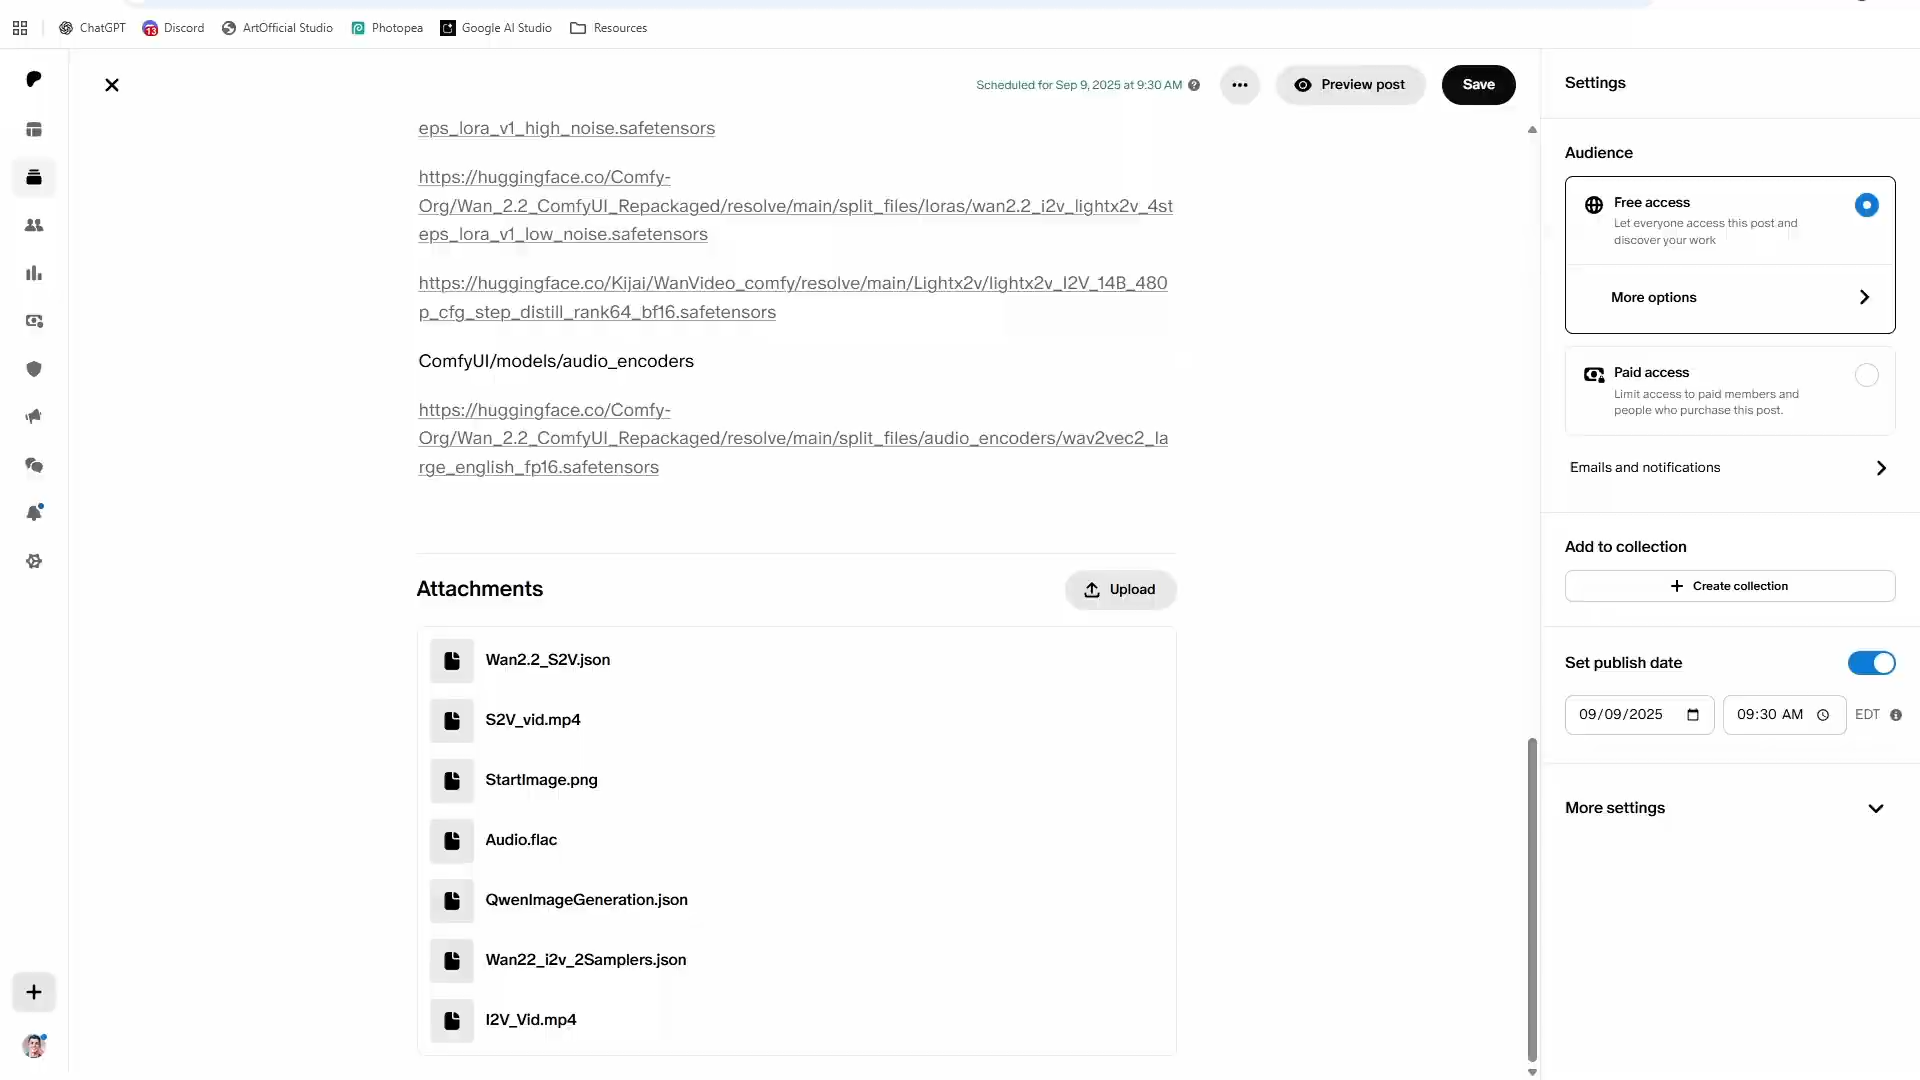 ChatGPT
13
Discord
ArtOfficial Studio
Photopea
Google AI Studio
Resources
Scheduled for Sep 9, 2025 at 9:30 AM
Preview post
Save
eps_lora_v1_high_noise.safetensors
https://huggingface.co/Comfy-
Org/Wan_2.2_ComfyUI_Repackaged/resolve/main/split_files/loras/wan2.2_i2v_lightx2v_4st
eps_lora_v1_low_noise.safetensors
https://huggingface.co/Kijai/WanVideo_comfy/resolve/main/Lightx2v/lightx2v_I2V_14B_480
p_cfg_step_distill_rank64_bf16.safetensors
ComfyUI/models/audio_encoders
https://huggingface.co/Comfy-
Org/Wan_2.2_ComfyUI_Repackaged/resolve/main/split_files/audio_encoders/wav2vec2_la
rge_english_fp16.safetensors
Attachments
Upload
Wan2.2_S2V.json
S2V_vid.mp4
StartImage.png
Audio.flac
QwenImageGeneration.json
Wan22_i2v_2Samplers.json
I2V_Vid.mp4
Settings
Audience
Free access
Let everyone access this post and
discover your work
More options
Paid access
Limit access to paid members and
people who purchase this post.
Emails and notifications
Add to collection
Create collection
Set publish date
09/09/2025
09:30 AM
EDT
More settings